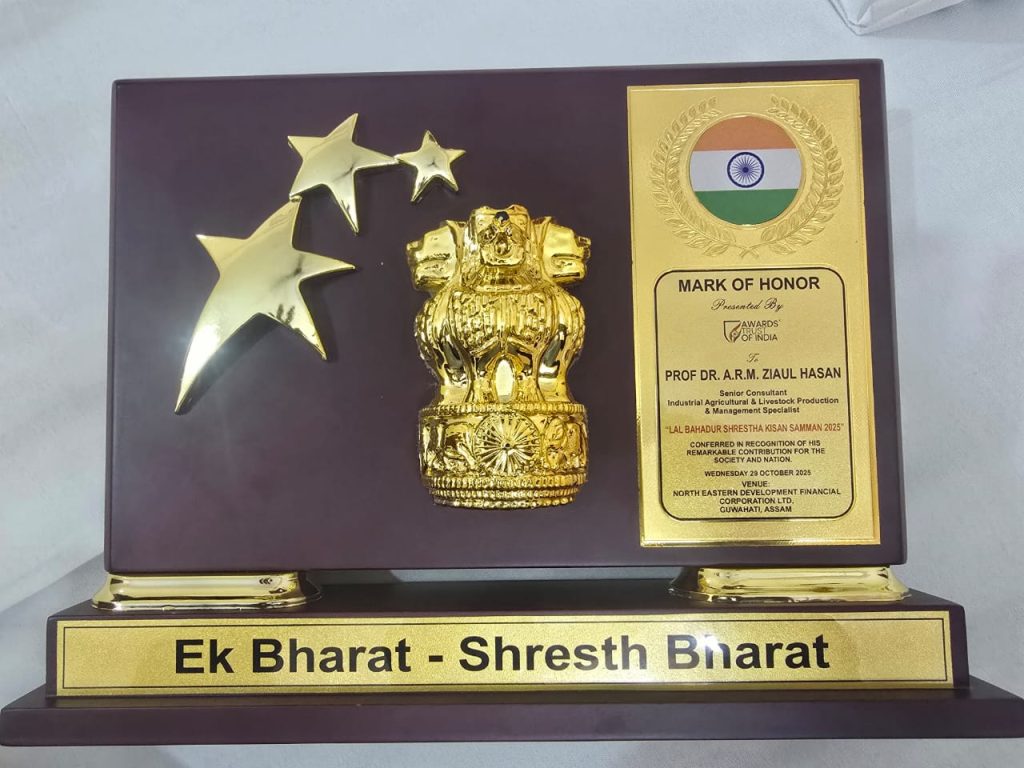 MARK OF HONOR
Presented By
AWARDS
TRUST
OF INDIA
To
PROF DR. A.R.M. ZIAUL HASAN
Senior Consultant
Industrial Agricultural & Livestock Production
& Management Specialist
"LAL BAHADUR SHRESTHA KISAN SAMMAN 2025"
CONFERRED IN RECOGNITION OF HIS
REMARKABLE CONTRIBUTION FOR THE
SOCIETY AND NATION.
WEDNESDAY 29 OCTOBER 2025
VENUE:
NORTH EASTERN DEVELOPMENT FINANCIAL
CORPORATION LTD.
GUWAHATI, ASSAM
Ek Bharat - Shresth Bharat